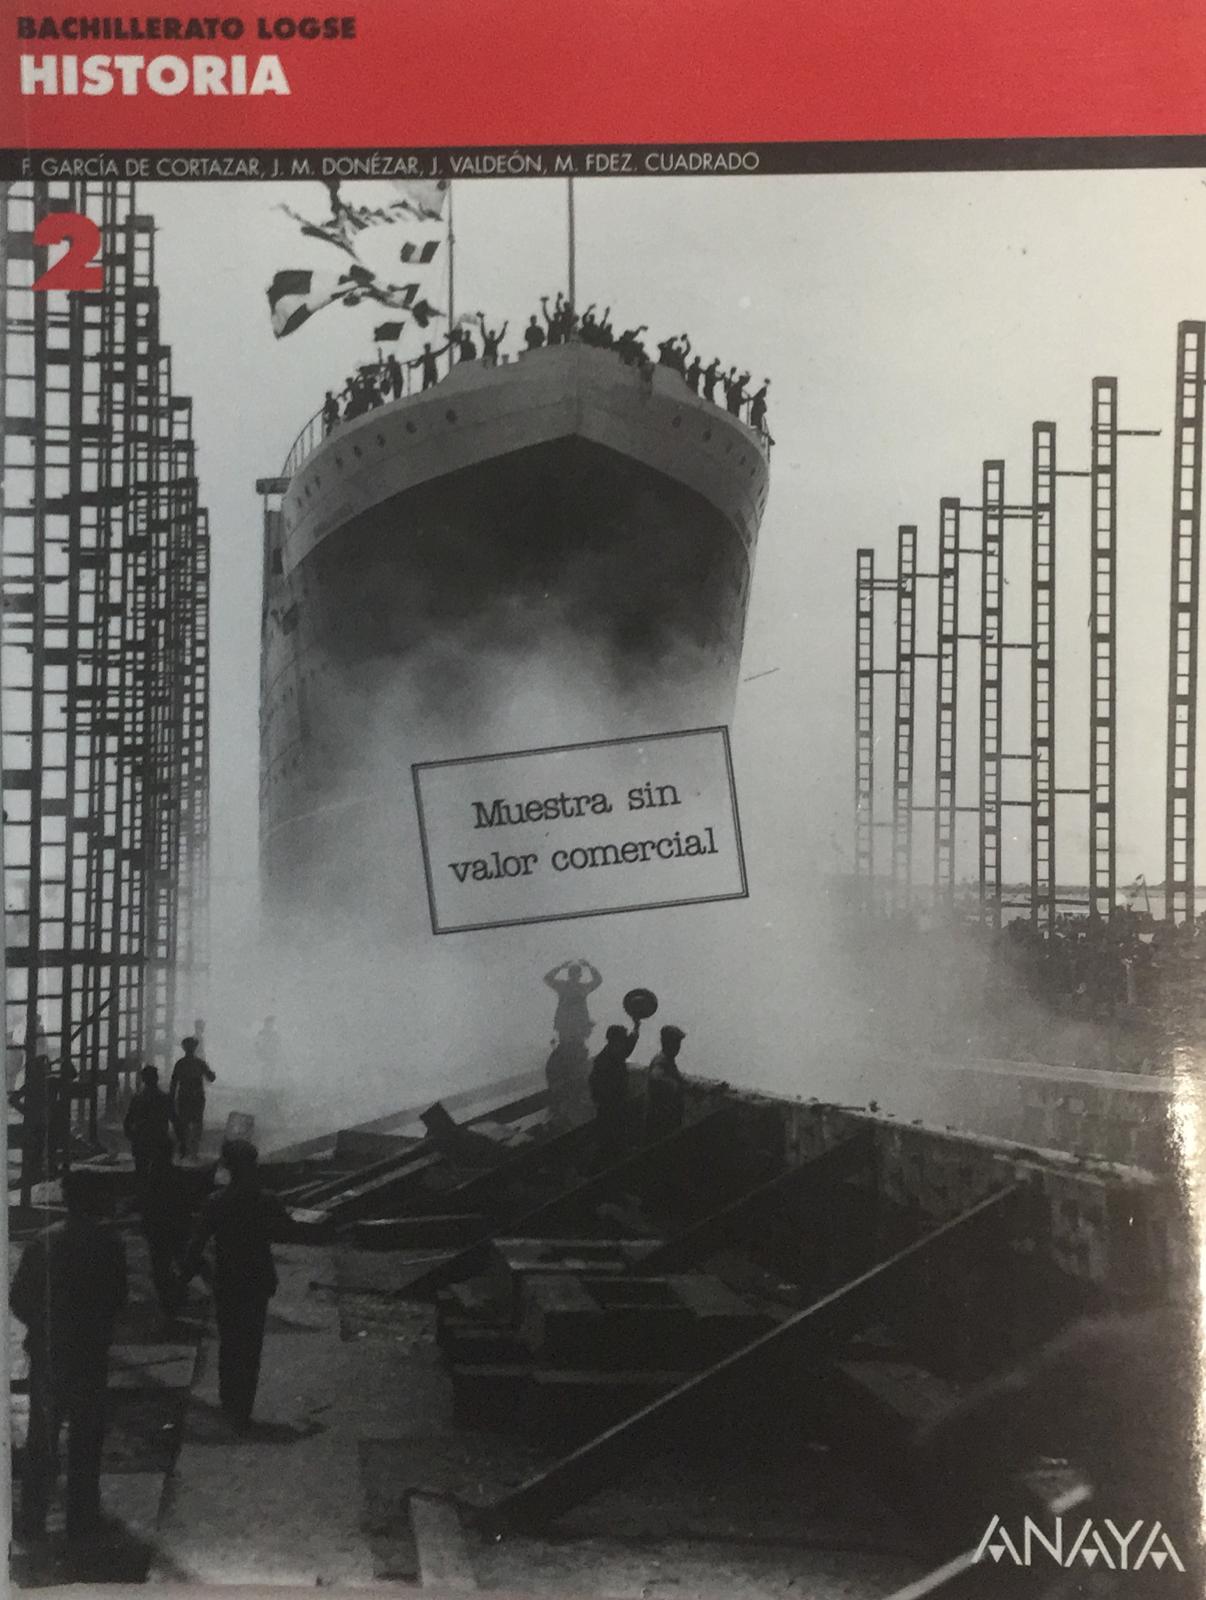 BACHILLERATO LOGSE
HISTORIA
F. GARCÍA DE CORTAZAR, J. M. DONÉZAR, J. VALDEÓN, M. FDEZ. CUADRADO
2
Muestra sin
valor comercial
ANAYA